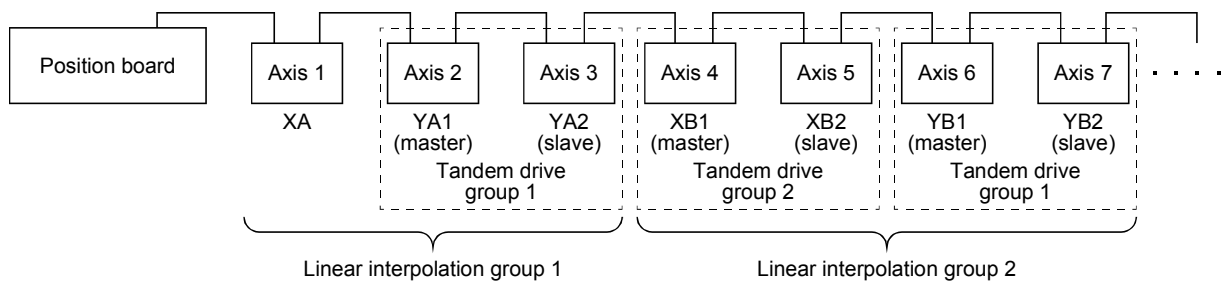 Position board
Axis 1
Axis 2
Axis 3
Axis 4
Axis 5
Axis 6
Axis 7
. . . .
XA
YA1
(master)
YA2
(slave)
XB1
(master)
XB2
(slave)
YB1
(master)
YB2
(slave)
Tandem drive
group 1
Tandem drive
group 2
Tandem drive
group 1
Linear interpolation group 1
Linear interpolation group 2